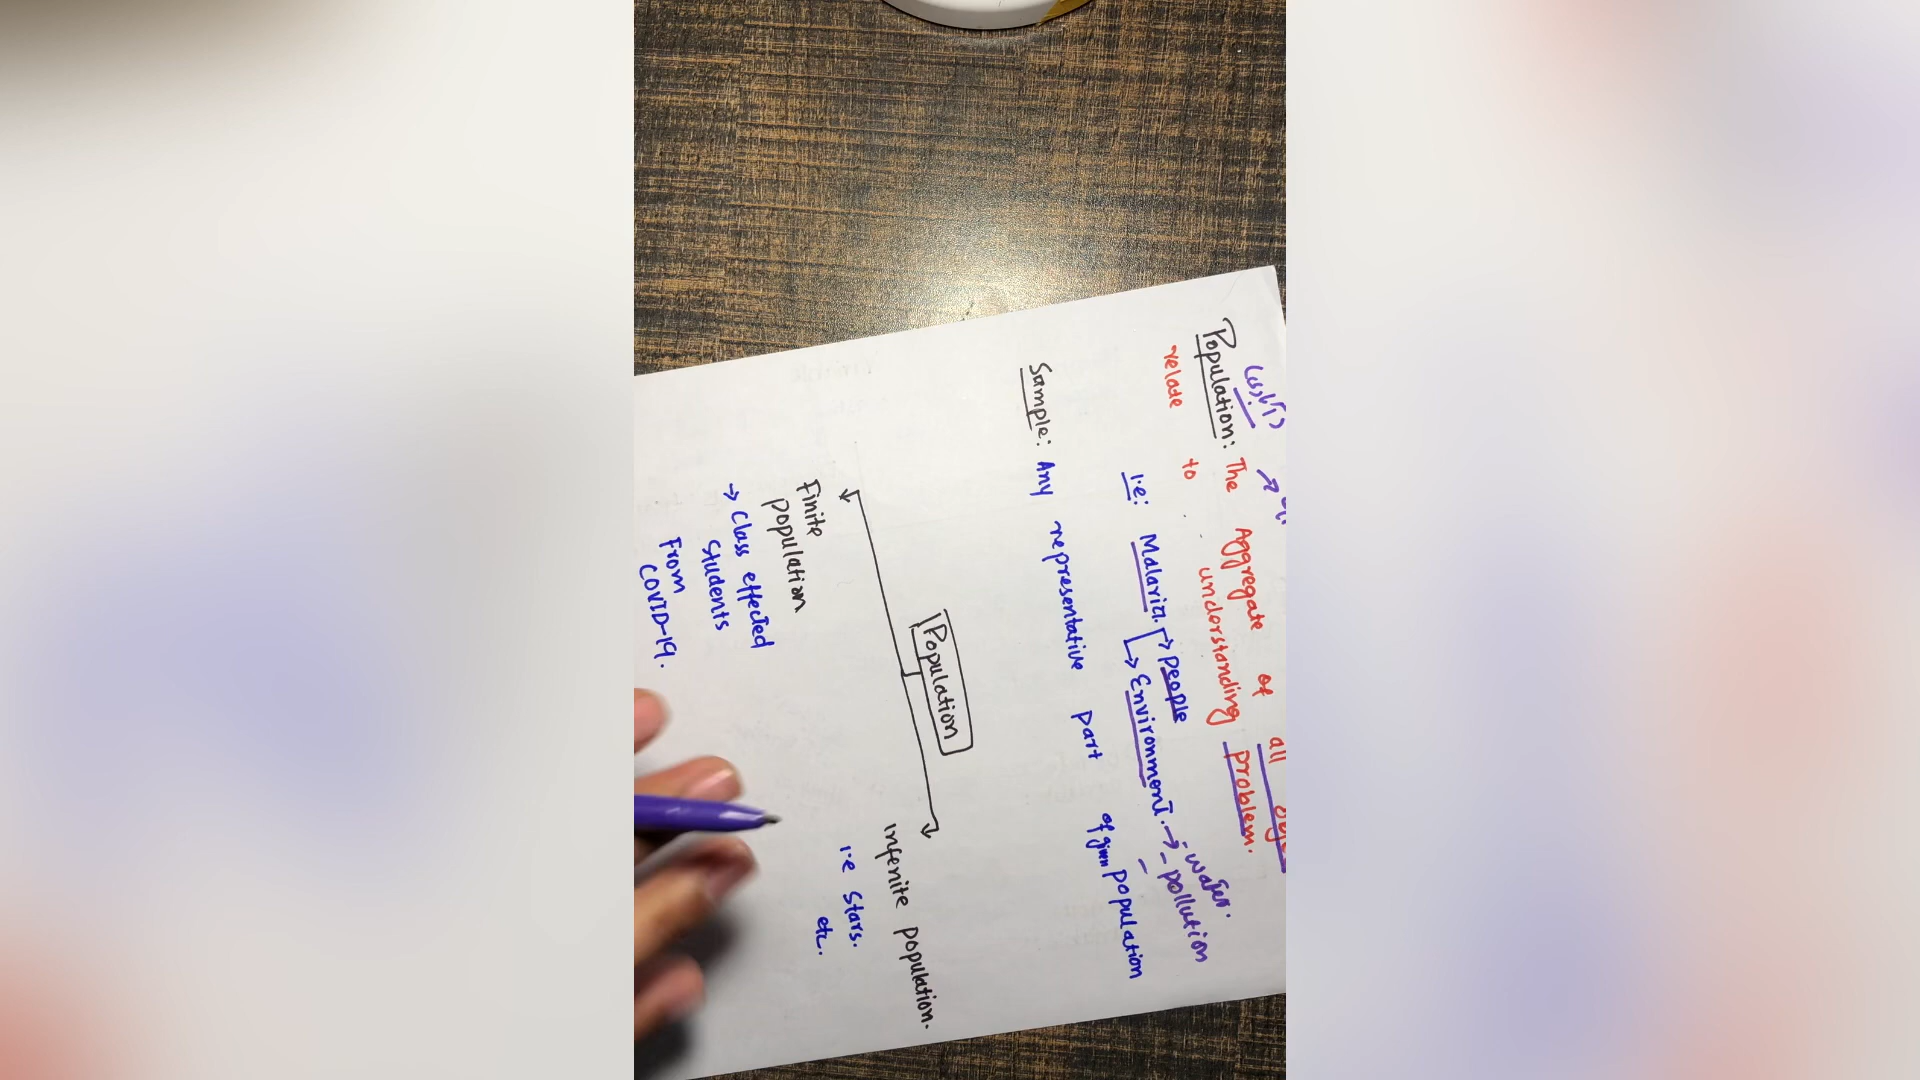 (آبادی)
Population: The Aggregate of all
relate to understanding problem.
i.e: Malaria. → people
→ Environment. → - water.
- pollution
-
Sample: Any representative part of given population
Population
Finite
population
→ Class effected
students
From
COVID-19.
infenite population.
i.e stars.
etc.